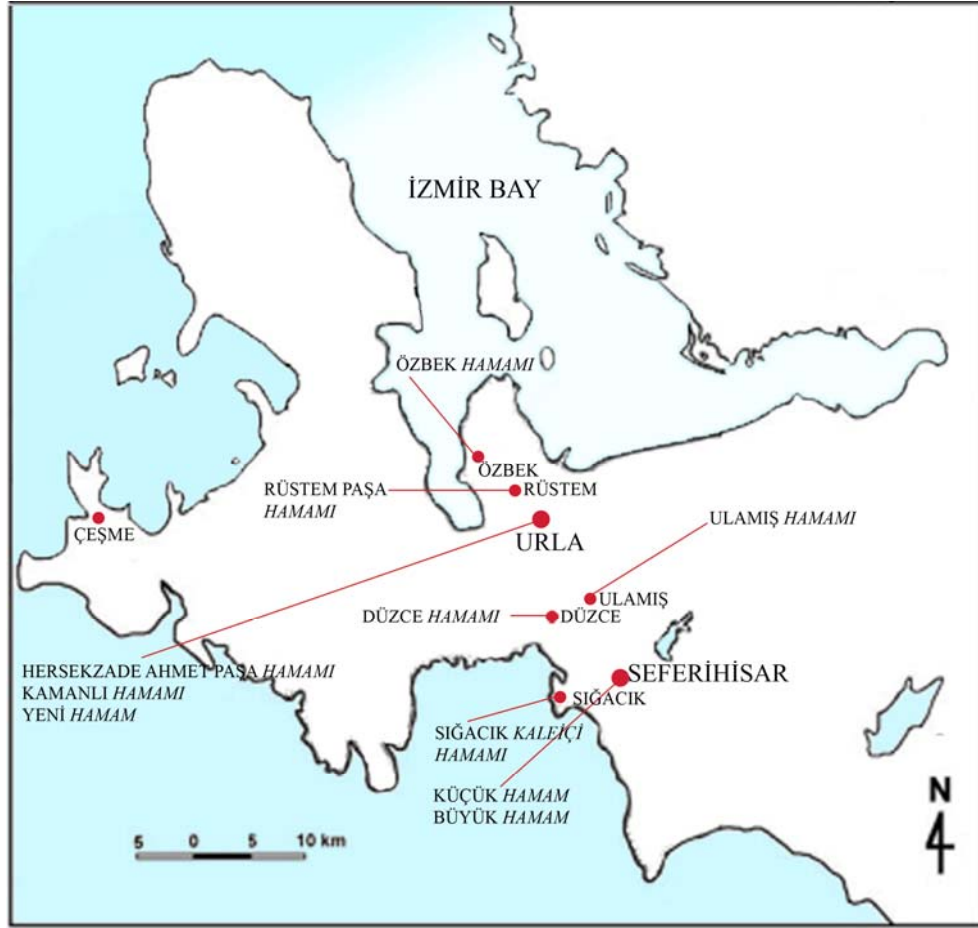 İZMİR BAY
ÖZBEK HAMAMI
ÖZBEK
RÜSTEM PAŞA
HAMAMI
RÜSTEM
ÇEŞME
URLA
ULAMIŞ HAMAMI
ULAMIŞ
DÜZCE HAMAMI
DÜZCE
HERSEKZADE AHMET PAŞA HAMAMI
KAMANLI HAMAMI
YENİ HAMAM
SEFERİHİSAR
SIĞACIK
SIĞACIK KALEİÇİ
HAMAMI
KÜÇÜK HAMAM
BÜYÜK HAMAM
N
5 0 5 10 km